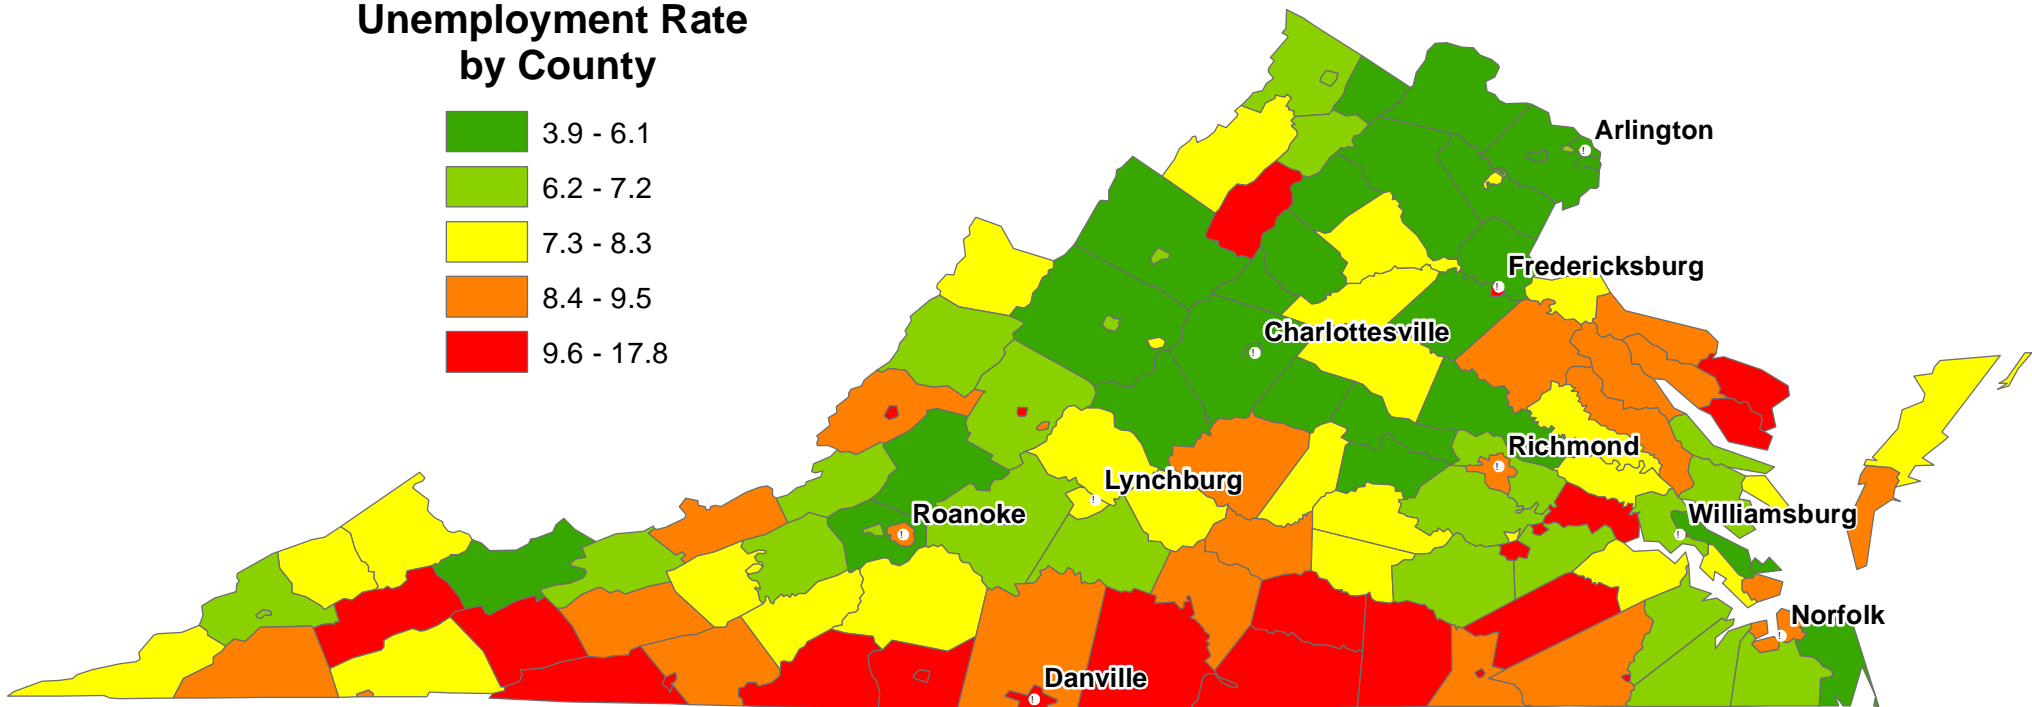 Unemployment Rate
by County
3.9 - 6.1
6.2 - 7.2
7.3 - 8.3
8.4 - 9.5
9.6 - 17.8
Arlington
Fredericksburg
Charlottesville
Richmond
Lynchburg
Roanoke
Williamsburg
Norfolk
Danville